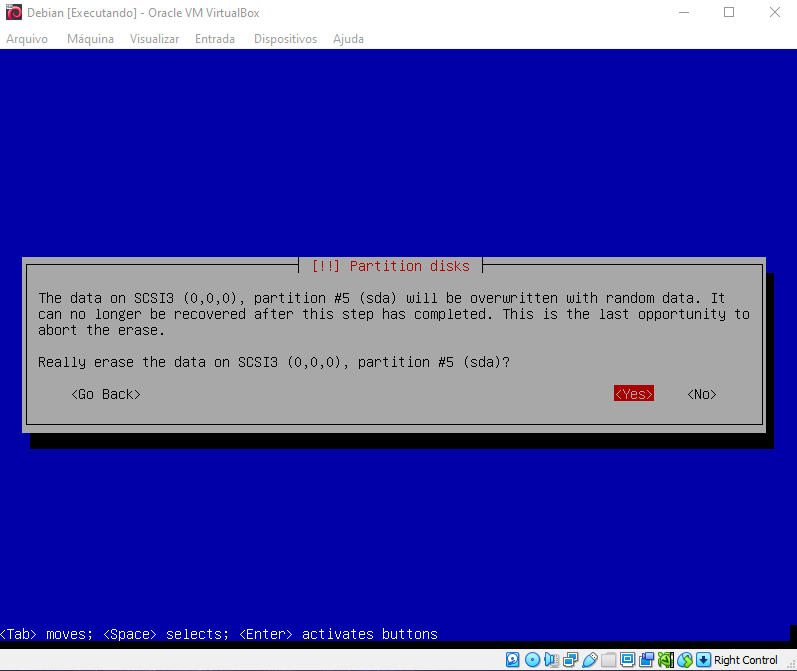 Debian [Executando] - Oracle VM VirtualBox
Arquivo Máquina Visualizar Entrada Dispositivos Ajuda
[!!] Partition disks
The data on SCSI3 (0,0,0), partition #5 (sda) will be overwritten with random data. It
can no longer be recovered after this step has completed. This is the last opportunity to
abort the erase.
Really erase the data on SCSI3 (0,0,0), partition #5 (sda)?
<Go Back> <Yes> <No>
<Tab> moves; <Space> selects; <Enter> activates buttons
Right Control